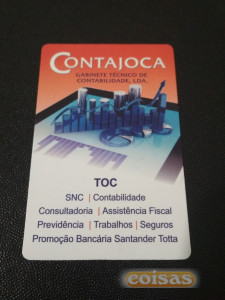 CONTAJOCA
GABINETE TÉCNICO DE
CONTABILIDADE, LDA.
TOC
SNC | Contabilidade
Consultadoria | Assistência Fiscal
Previdência | Trabalhos | Seguros
Promoção Bancária Santander Totta
coisas